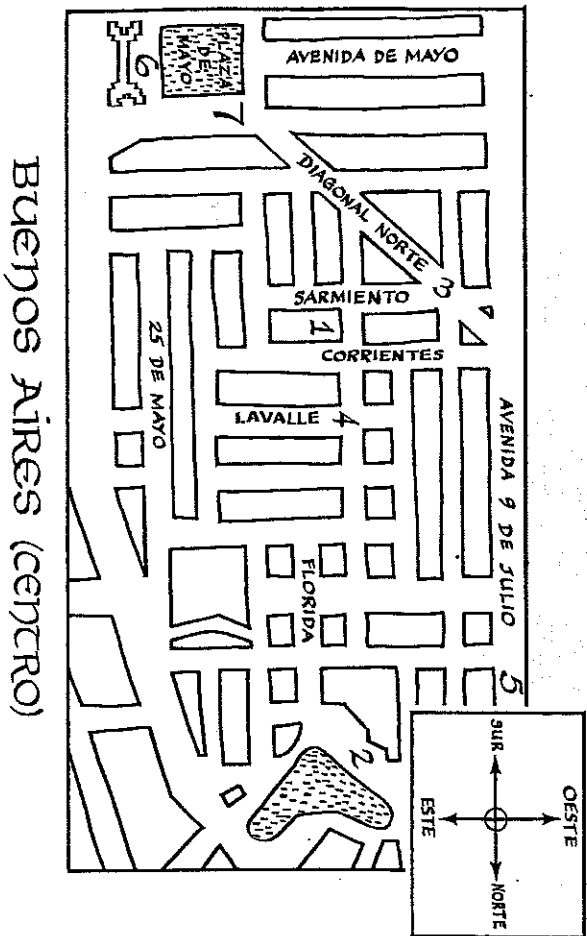 AVENIDA DE MAYO
PLAZA
DE
MAYO
6
7
DIAGONAL NORTE
3
SARMIENTO
1
CORRIENTES
25 DE MAYO
LAVALLE
4
AVENIDA 9 DE JULIO
FLORIDA
5
2
SUR
OESTE
ESTE
NORTE
BUENOS AIRES (CENTRO)